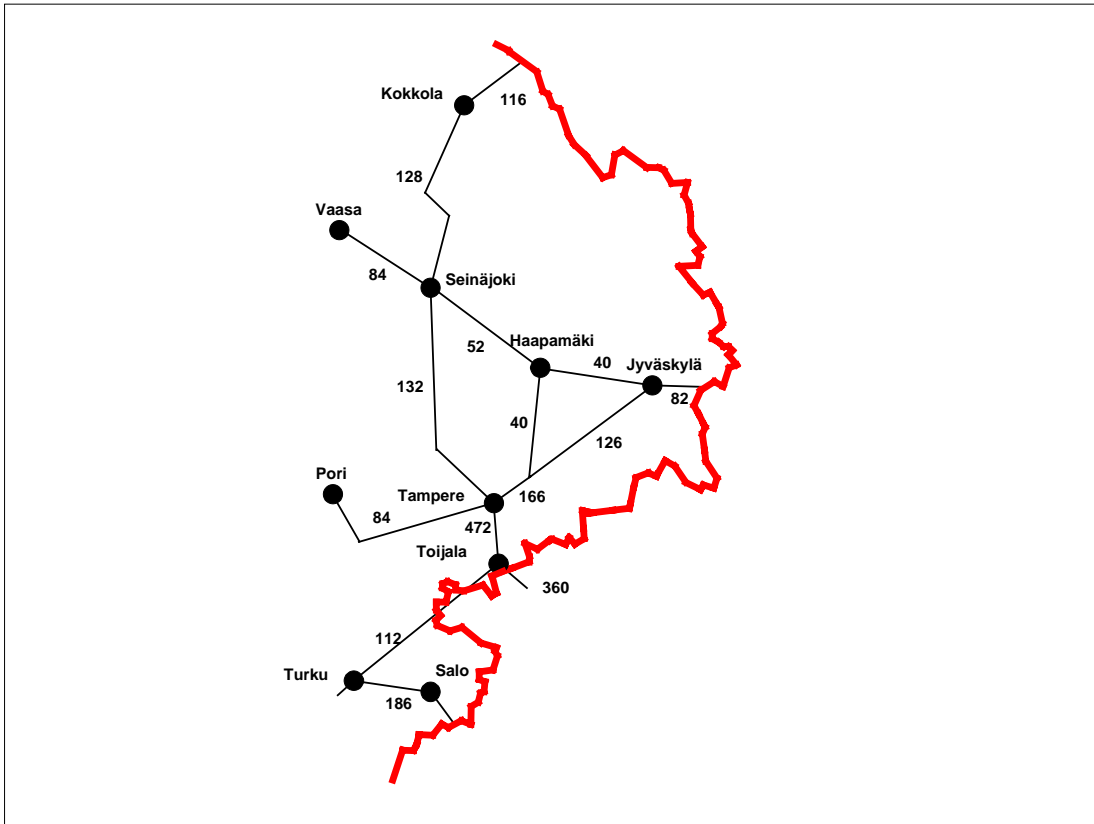 Kokkola
116
128
Vaasa
84
Seinäjoki
52
Haapamäki
40
Jyväskylä
82
132
40
126
Pori
84
Tampere
166
472
Toijala
360
112
Turku
Salo
186